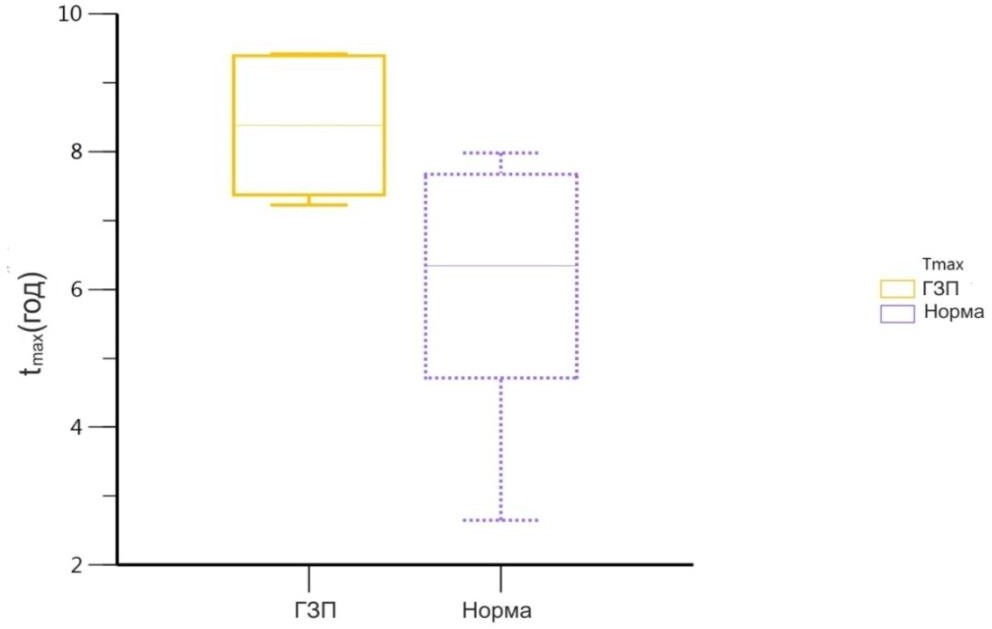 10
8
6
4
2
tmax(год)
ГЗП
Норма
Tmax
ГЗП
Норма